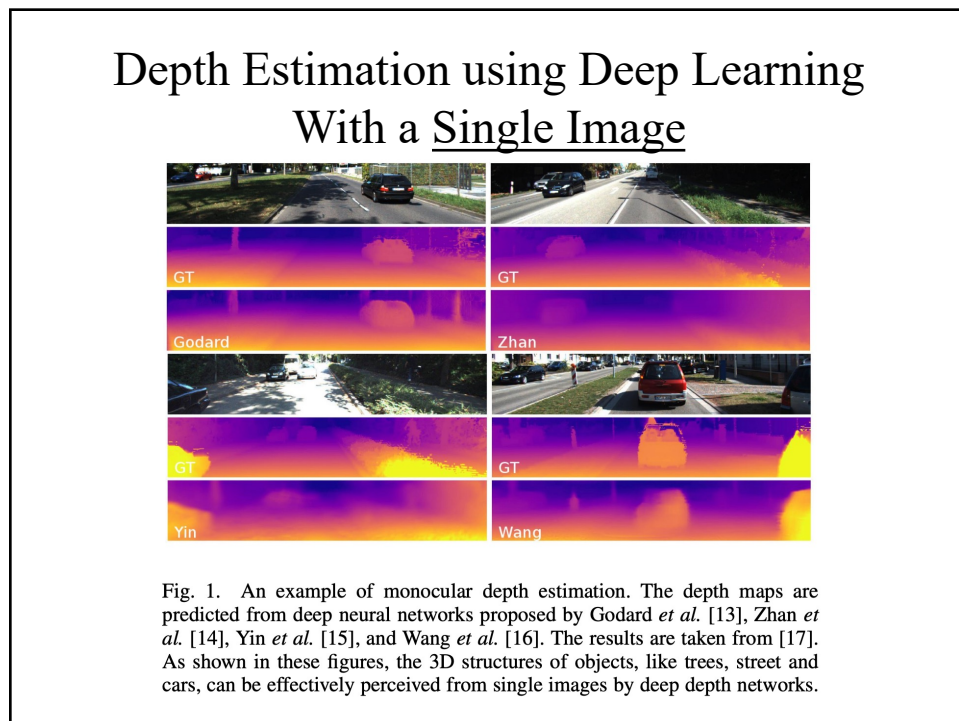 Depth Estimation using Deep Learning
With a Single Image
GT
GT
Godard
Zhan
GT
GT
Yin
Wang
Fig. 1. An example of monocular depth estimation. The depth maps are
predicted from deep neural networks proposed by Godard et al. [13], Zhan et
al. [14], Yin et al. [15], and Wang et al. [16]. The results are taken from [17].
As shown in these figures, the 3D structures of objects, like trees, street and
cars, can be effectively perceived from single images by deep depth networks.